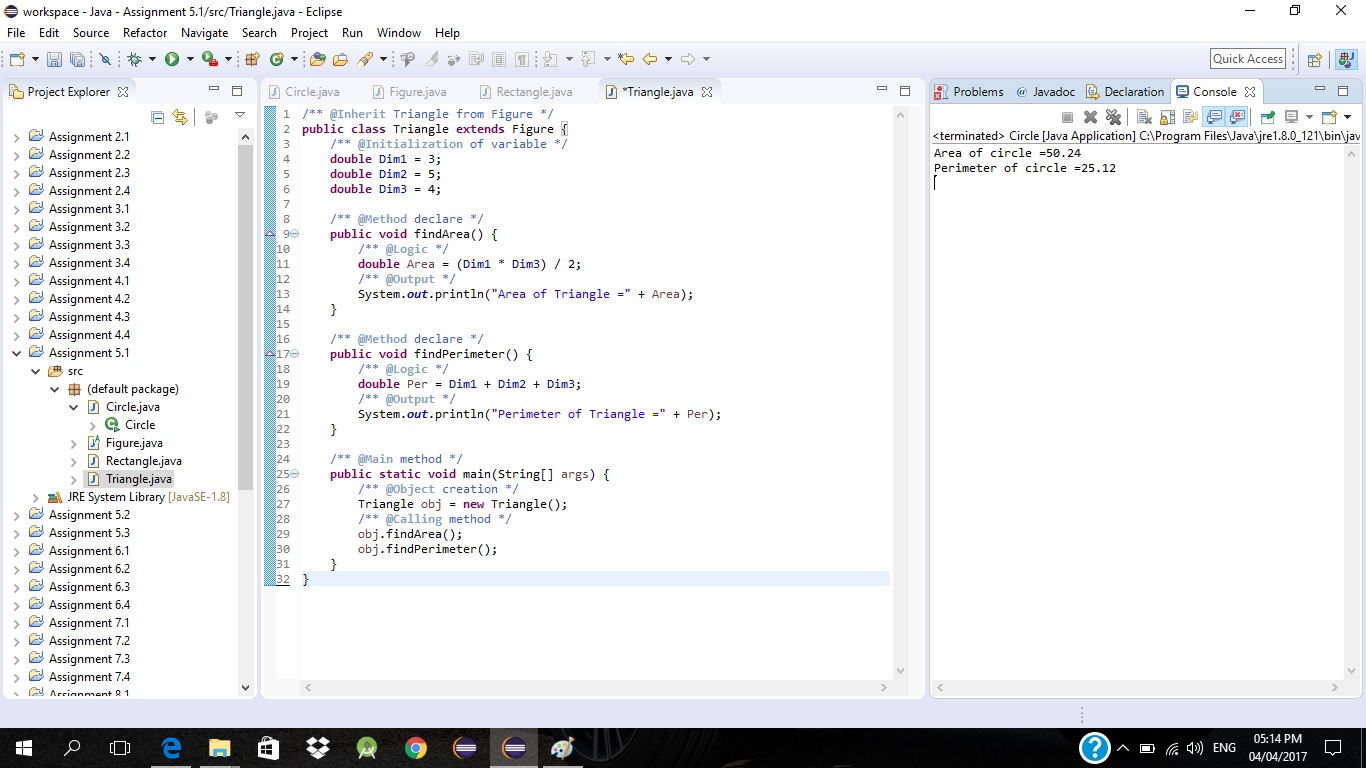 workspace - Java - Assignment 5.1/src/Triangle.java - Eclipse
File Edit Source Refactor Navigate Search Project Run Window Help
Quick Access
Project Explorer
Assignment 2.1
Assignment 2.2
Assignment 2.3
Assignment 2.4
Assignment 3.1
Assignment 3.2
Assignment 3.3
Assignment 3.4
Assignment 4.1
Assignment 4.2
Assignment 4.3
Assignment 4.4
Assignment 5.1
src
(default package)
Circle.java
Circle
Figure.java
Rectangle.java
Triangle.java
JRE System Library [JavaSE-1.8]
Assignment 5.2
Assignment 5.3
Assignment 6.1
Assignment 6.2
Assignment 6.3
Assignment 6.4
Assignment 7.1
Assignment 7.2
Assignment 7.3
Assignment 7.4
Assignment 8.1
Circle.java Figure.java Rectangle.java *Triangle.java
1 /** @Inherit Triangle from Figure */
2 public class Triangle extends Figure {
3 /** @Initialization of variable */
4 double Dim1 = 3;
5 double Dim2 = 5;
6 double Dim3 = 4;
7
8 /** @Method declare */
9 public void findArea() {
10 /** @Logic */
11 double Area = (Dim1 * Dim3) / 2;
12 /** @Output */
13 System.out.println("Area of Triangle =" + Area);
14 }
15
16 /** @Method declare */
17 public void findPerimeter() {
18 /** @Logic */
19 double Per = Dim1 + Dim2 + Dim3;
20 /** @Output */
21 System.out.println("Perimeter of Triangle =" + Per);
22 }
23
24 /** @Main method */
25 public static void main(String[] args) {
26 /** @Object creation */
27 Triangle obj = new Triangle();
28 /** @Calling method */
29 obj.findArea();
30 obj.findPerimeter();
31 }
32 }
Problems @ Javadoc Declaration Console
<terminated> Circle [Java Application] C:\Program Files\Java\jre1.8.0_121\bin\jav
Area of circle =50.24
Perimeter of circle =25.12
ENG
05:14 PM
04/04/2017